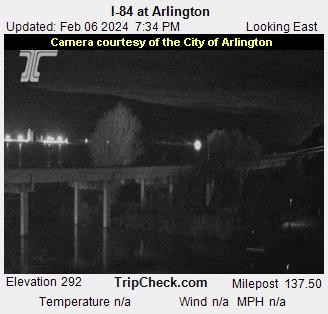 I-84 at Arlington
Updated: Feb 06 2024 7:34 PM Looking East
Camera courtesy of the City of Arlington
Elevation 292 TripCheck.com Milepost 137.50
Temperature n/a Wind n/a MPH n/a